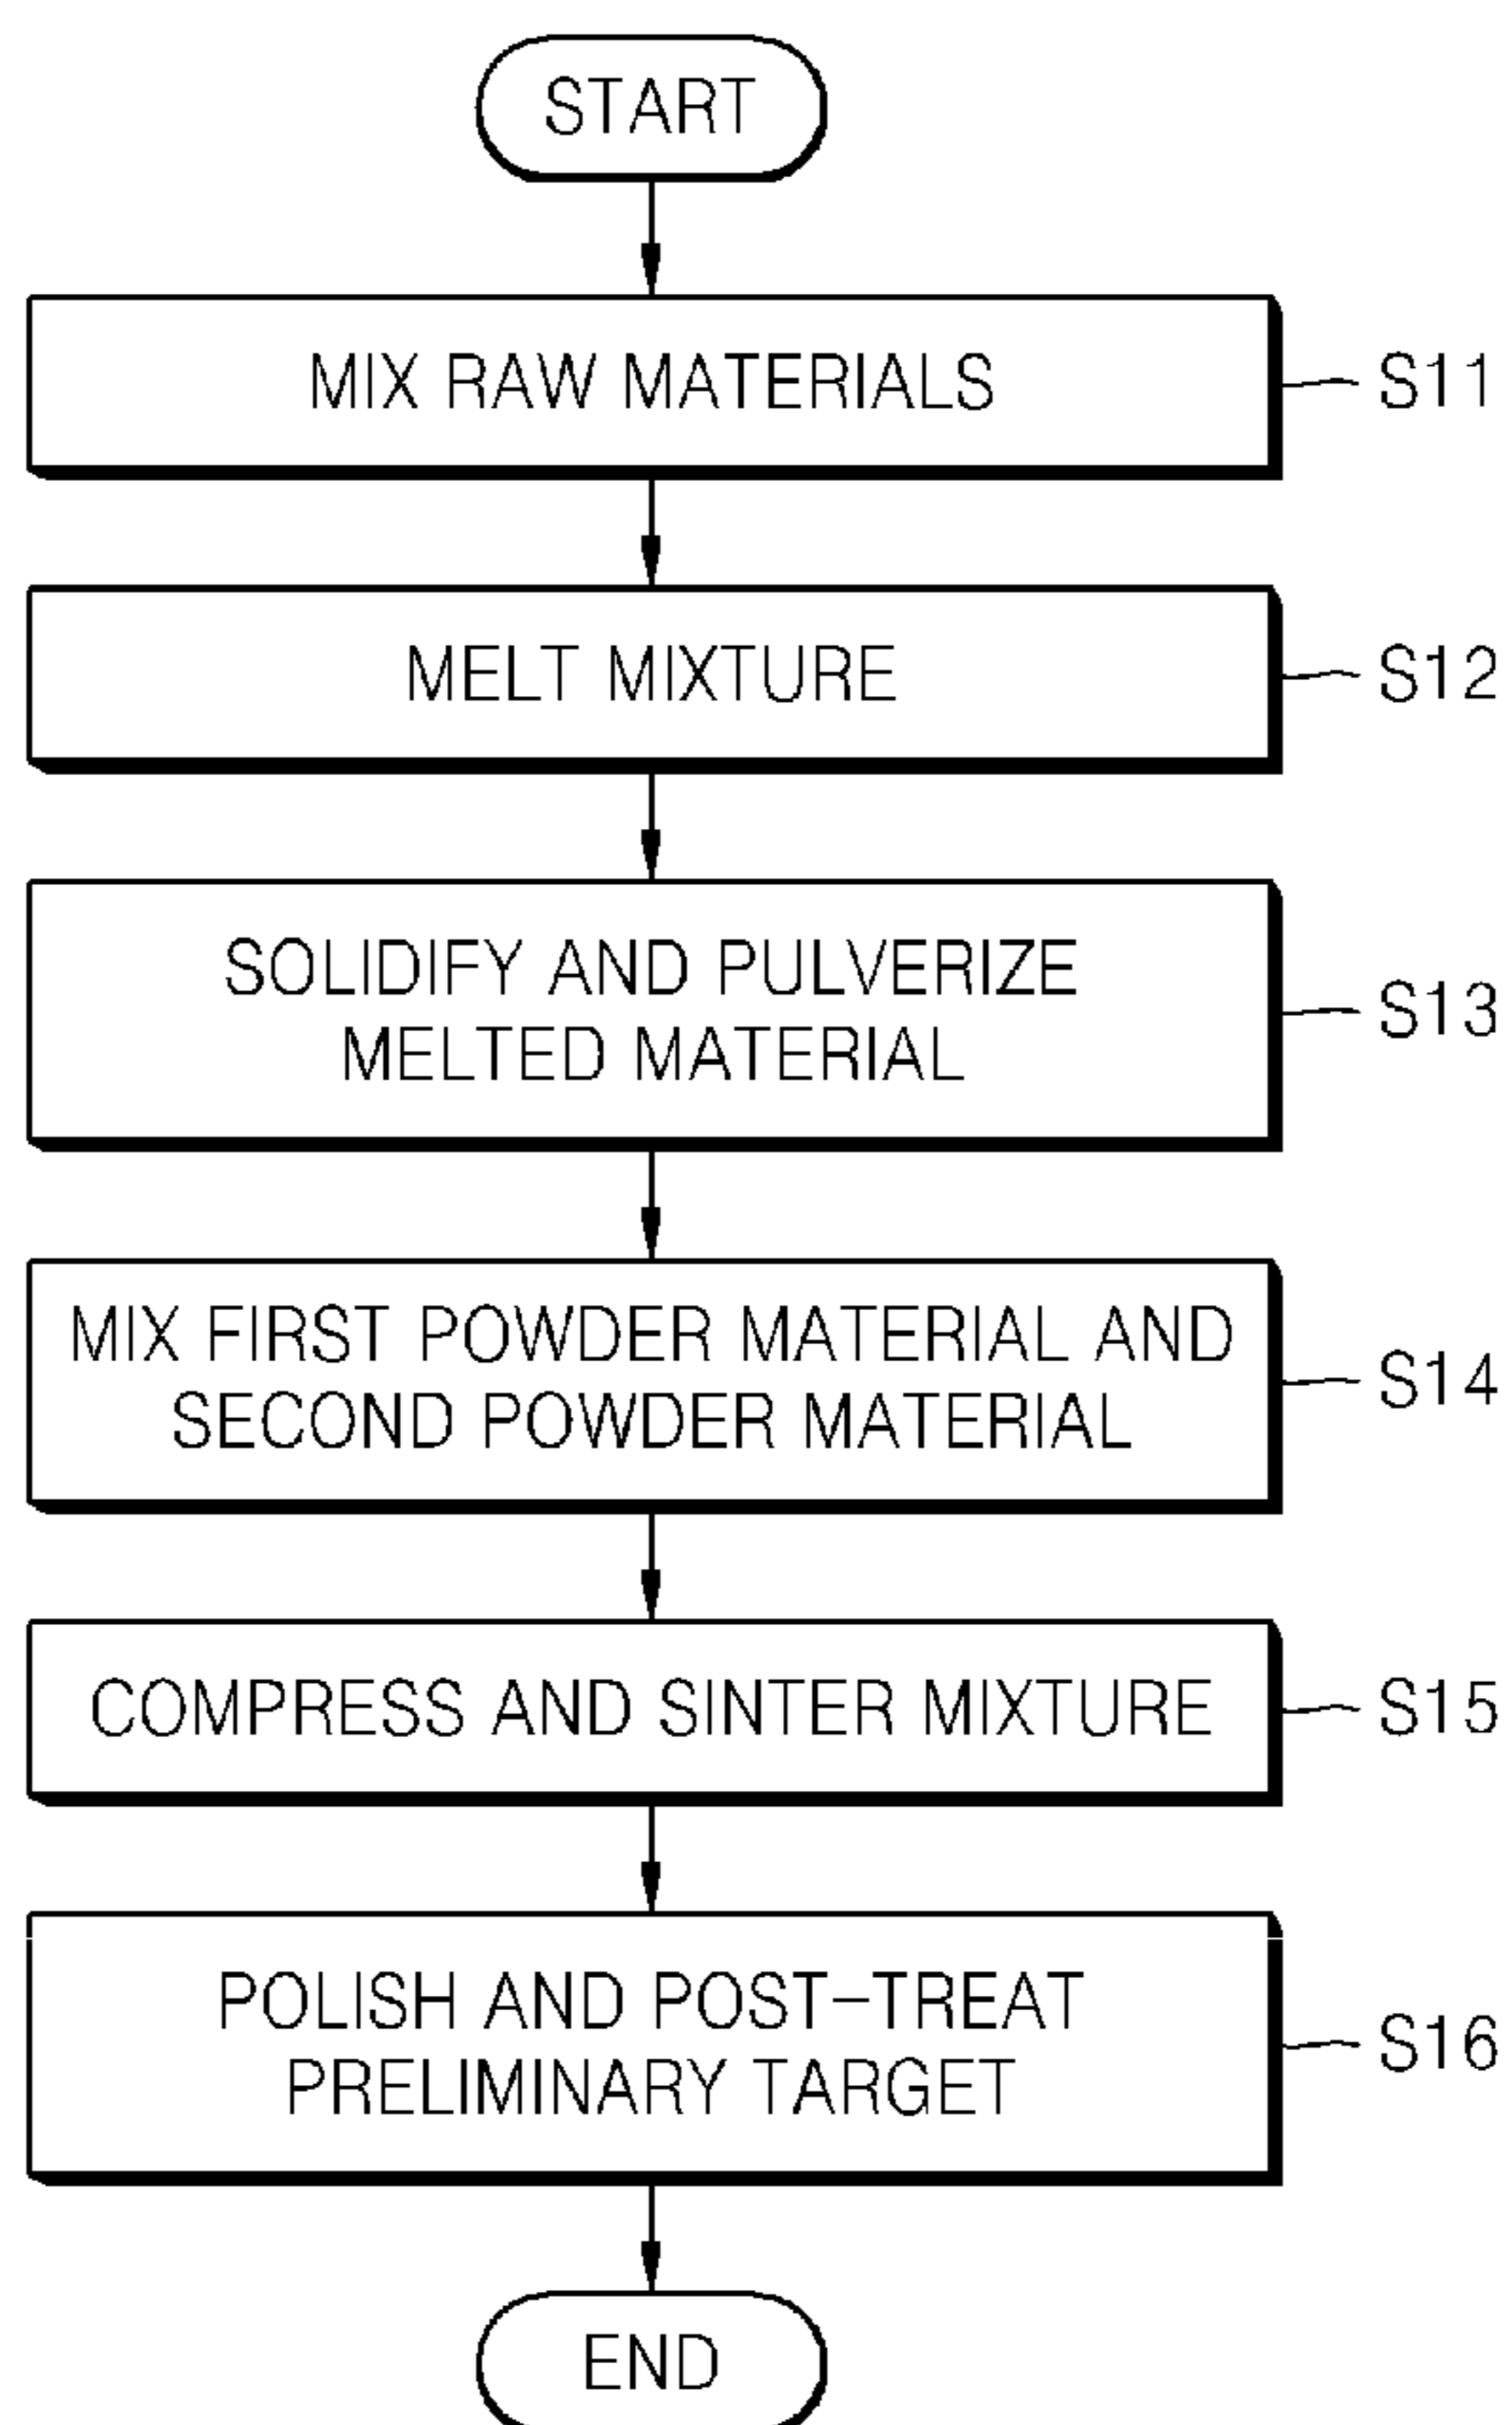 START
MIX RAW MATERIALS
S11
MELT MIXTURE
S12
SOLIDIFY AND PULVERIZE
MELTED MATERIAL
S13
MIX FIRST POWDER MATERIAL AND
SECOND POWDER MATERIAL
S14
COMPRESS AND SINTER MIXTURE
S15
POLISH AND POST-TREAT
PRELIMINARY TARGET
S16
END